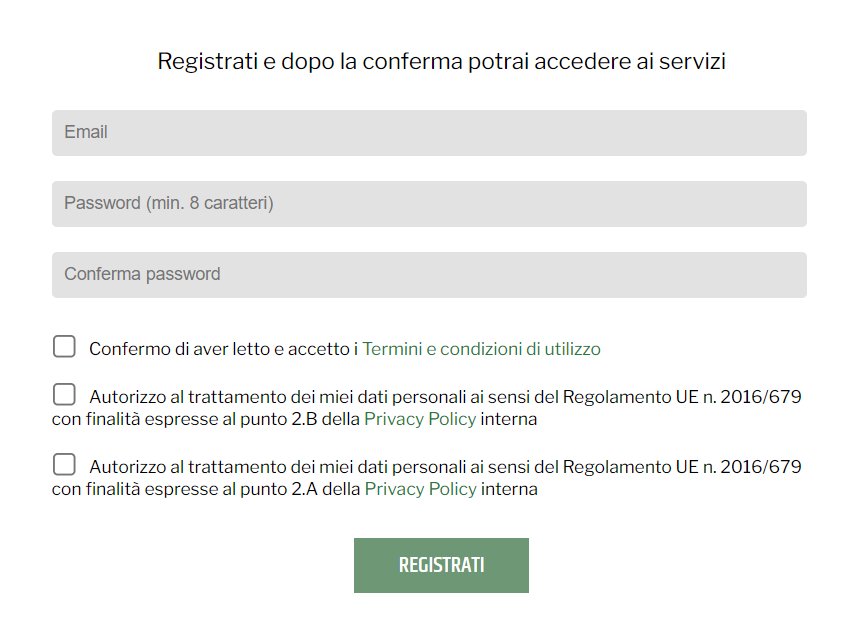 Registrati e dopo la conferma potrai accedere ai servizi
Email
Password (min. 8 caratteri)
Conferma password
Confermo di aver letto e accetto i Termini e condizioni di utilizzo
Autorizzo al trattamento dei miei dati personali ai sensi del Regolamento UE n. 2016/679
con finalità espresse al punto 2.B della Privacy Policy interna
Autorizzo al trattamento dei miei dati personali ai sensi del Regolamento UE n. 2016/679
con finalità espresse al punto 2.A della Privacy Policy interna
REGISTRATI